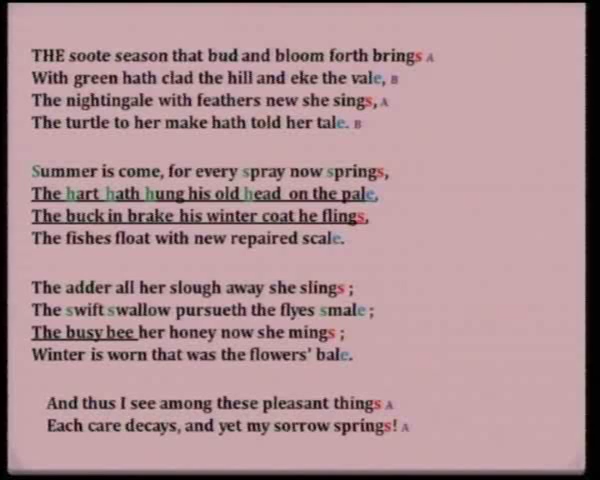 THE soote season that bud and bloom forth brings A
With green hath clad the hill and eke the vale, B
The nightingale with feathers new she sings, A
The turtle to her make hath told her tale. B
Summer is come, for every spray now springs,
The hart hath hung his old head on the pale,
The buck in brake his winter coat he flings,
The fishes float with new repaired scale.
The adder all her slough away she slings ;
The swift swallow pursueth the flyes smale ;
The busy bee her honey now she mings ;
Winter is worn that was the flowers' bale.
And thus I see among these pleasant things A
Each care decays, and yet my sorrow springs! A